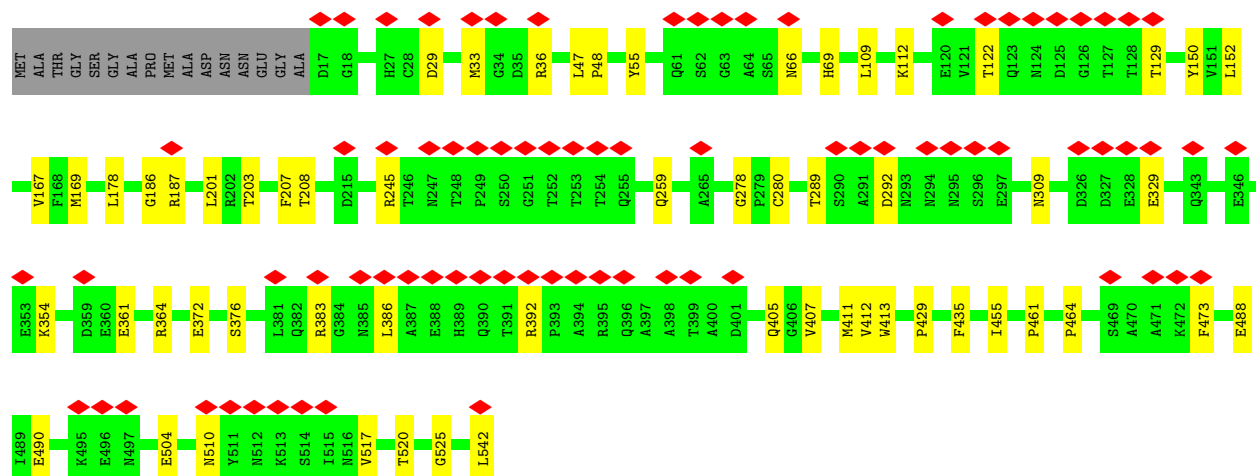 MET ALA THR GLY SER GLY ALA PRO MET ALA ASP ASN ASN GLU GLY ALA D17 G18 H27 C28 D29 M33 G34 D35 R36 L47 P48 Y55 Q61 S62 G63 A64 S65 N66 H69 L109 K112 E120 V121 T122 Q123 N124 D125 G126 T127 T128 T129 Y150 V151 L152
V167 F168 M169 L178 G186 R187 L201 R202 T203 F207 T208 D215 R245 T246 N247 T248 P249 S250 G251 T252 T253 T254 Q255 Q259 A265 G278 P279 C280 T289 S290 A291 D292 N293 N294 N295 S296 E297 N309 D326 D327 E328 E329 Q343 E346
E353 K354 D359 E360 E361 R364 E372 S376 L381 Q382 R383 G384 N385 L386 A387 E388 H389 Q390 T391 R392 P393 A394 R395 Q396 A397 A398 T399 A400 D401 Q405 G406 V407 M411 V412 W413 P429 F435 I455 P461 P464 S469 A470 A471 K472 F473 E488
I489 E490 K495 E496 N497 E504 N510 Y511 N512 K513 S514 I515 N516 V517 T520 G525 L542